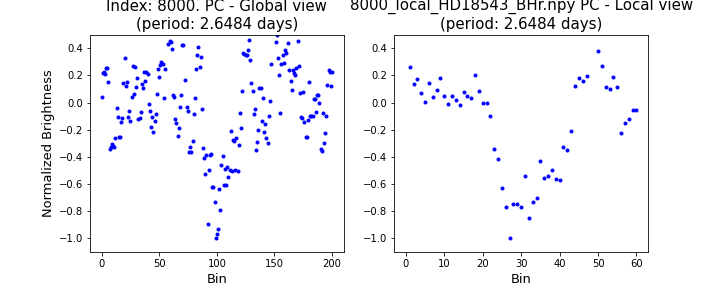 Index: 8000. PC - Global view
(period: 2.6484 days)
8000_local_HD18543_BHr.npy PC - Local view
(period: 2.6484 days)
Normalized Brightness
0.4
0.2
0.0
−0.2
−0.4
−0.6
−0.8
−1.0
0 50 100 150 200
Bin
0.4
0.2
0.0
−0.2
−0.4
−0.6
−0.8
−1.0
0 10 20 30 40 50 60
Bin